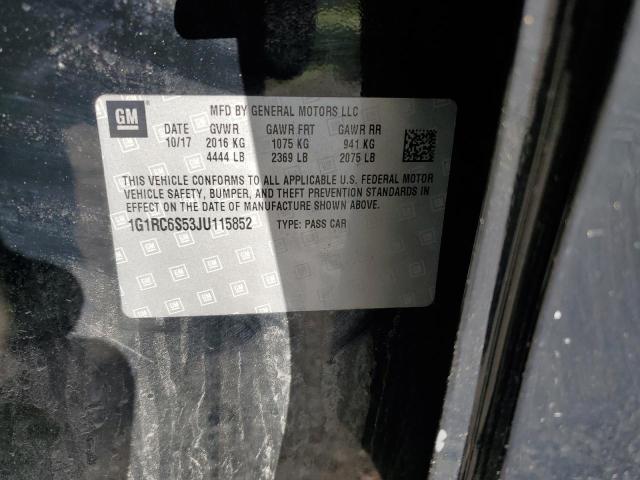 GM
MFD BY GENERAL MOTORS LLC
DATE GVWR GAWR FRT GAWR RR
10/17 2016 KG 1075 KG 941 KG
4444 LB 2369 LB 2075 LB
THIS VEHICLE CONFORMS TO ALL APPLICABLE U.S. FEDERAL MOTOR
VEHICLE SAFETY, BUMPER, AND THEFT PREVENTION STANDARDS IN
EFFECT ON THE DATE OF MANUFACTURE SHOWN ABOVE.
1G1RC6S53JU115852 TYPE: PASS CAR